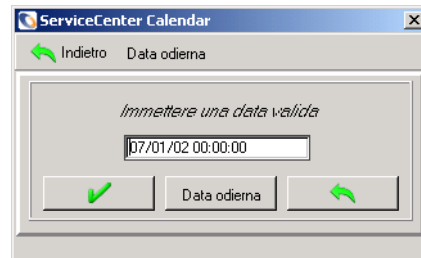 ServiceCenter Calendar
Indietro Data odierna
Immettere una data valida
07/01/02 00:00:00
Data odierna